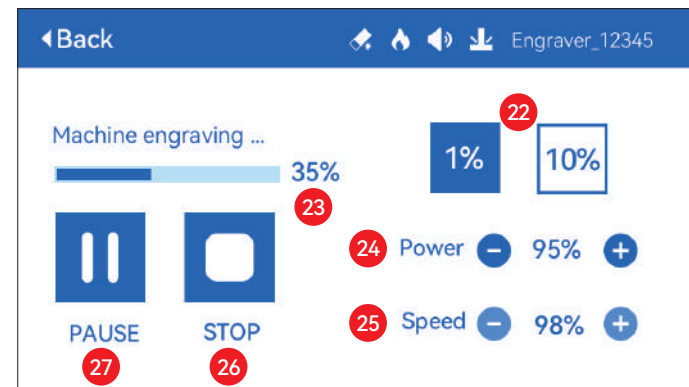 Back
Engraver_12345
Machine engraving ...
35%
23
PAUSE
27
STOP
26
22
1%
10%
24 Power - 95% +
25 Speed - 98% +